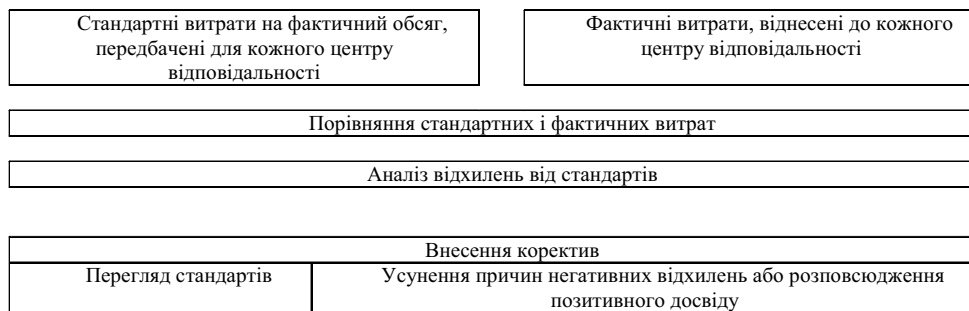 Стандартні витрати на фактичний обсяг,
передбачені для кожного центру
відповідальності
Фактичні витрати, віднесені до кожного
центру відповідальності
Порівняння стандартних і фактичних витрат
Аналіз відхилень від стандартів
Внесення коректив
Перегляд стандартів
Усунення причин негативних відхилень або розповсюдження
позитивного досвіду